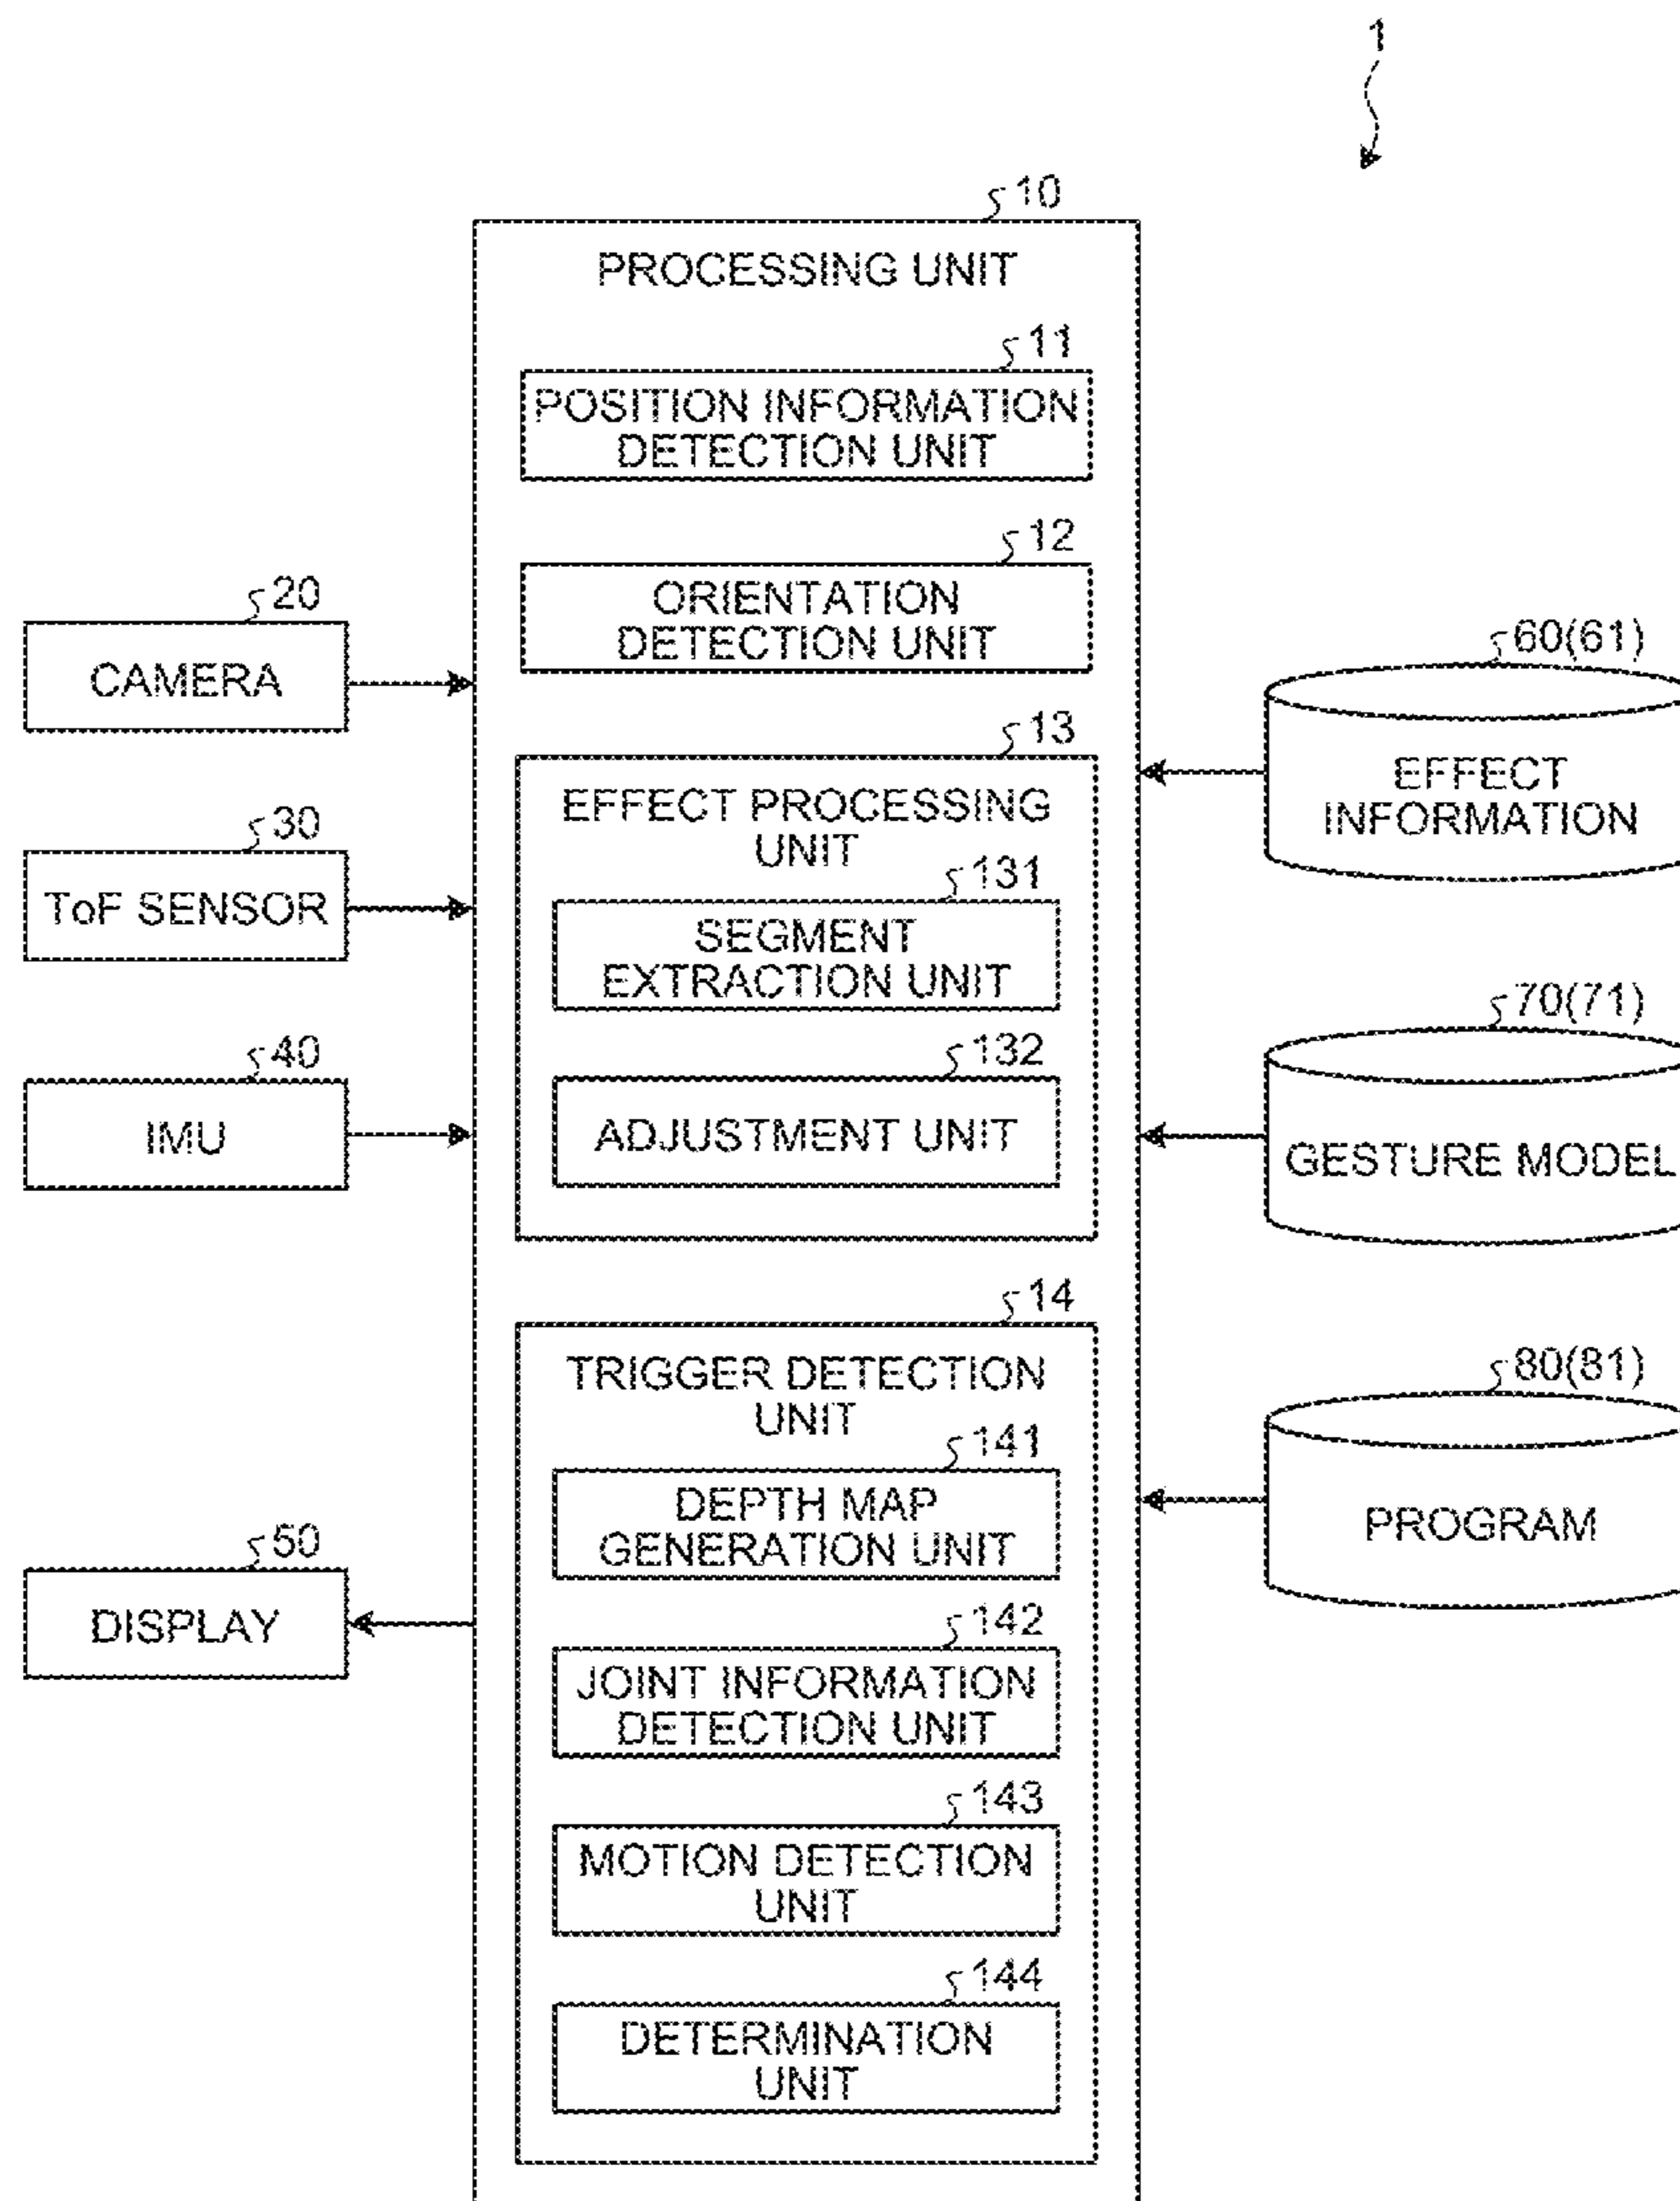 1
10
PROCESSING UNIT
11
POSITION INFORMATION
DETECTION UNIT
12
ORIENTATION
DETECTION UNIT
20
CAMERA
30
ToF SENSOR
40
IMU
50
DISPLAY
13
EFFECT PROCESSING
UNIT
131
SEGMENT
EXTRACTION UNIT
132
ADJUSTMENT UNIT
14
TRIGGER DETECTION
UNIT
141
DEPTH MAP
GENERATION UNIT
142
JOINT INFORMATION
DETECTION UNIT
143
MOTION DETECTION
UNIT
144
DETERMINATION
UNIT
60(61)
EFFECT
INFORMATION
70(71)
GESTURE MODEL
80(81)
PROGRAM